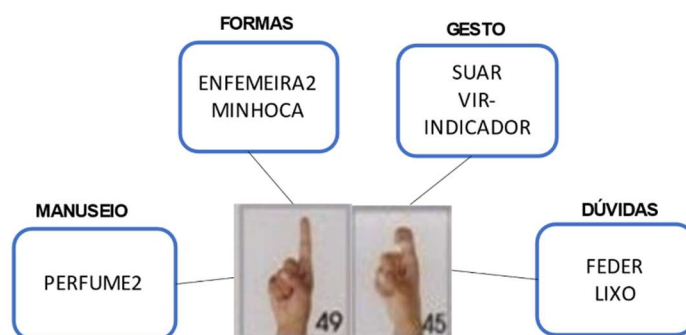 FORMAS
ENFEMEIRA2
MINHOCA
GESTO
SUAR
VIR-
INDICADOR
MANUSEIO
PERFUME2
49
45
DÚVIDAS
FEDER
LIXO